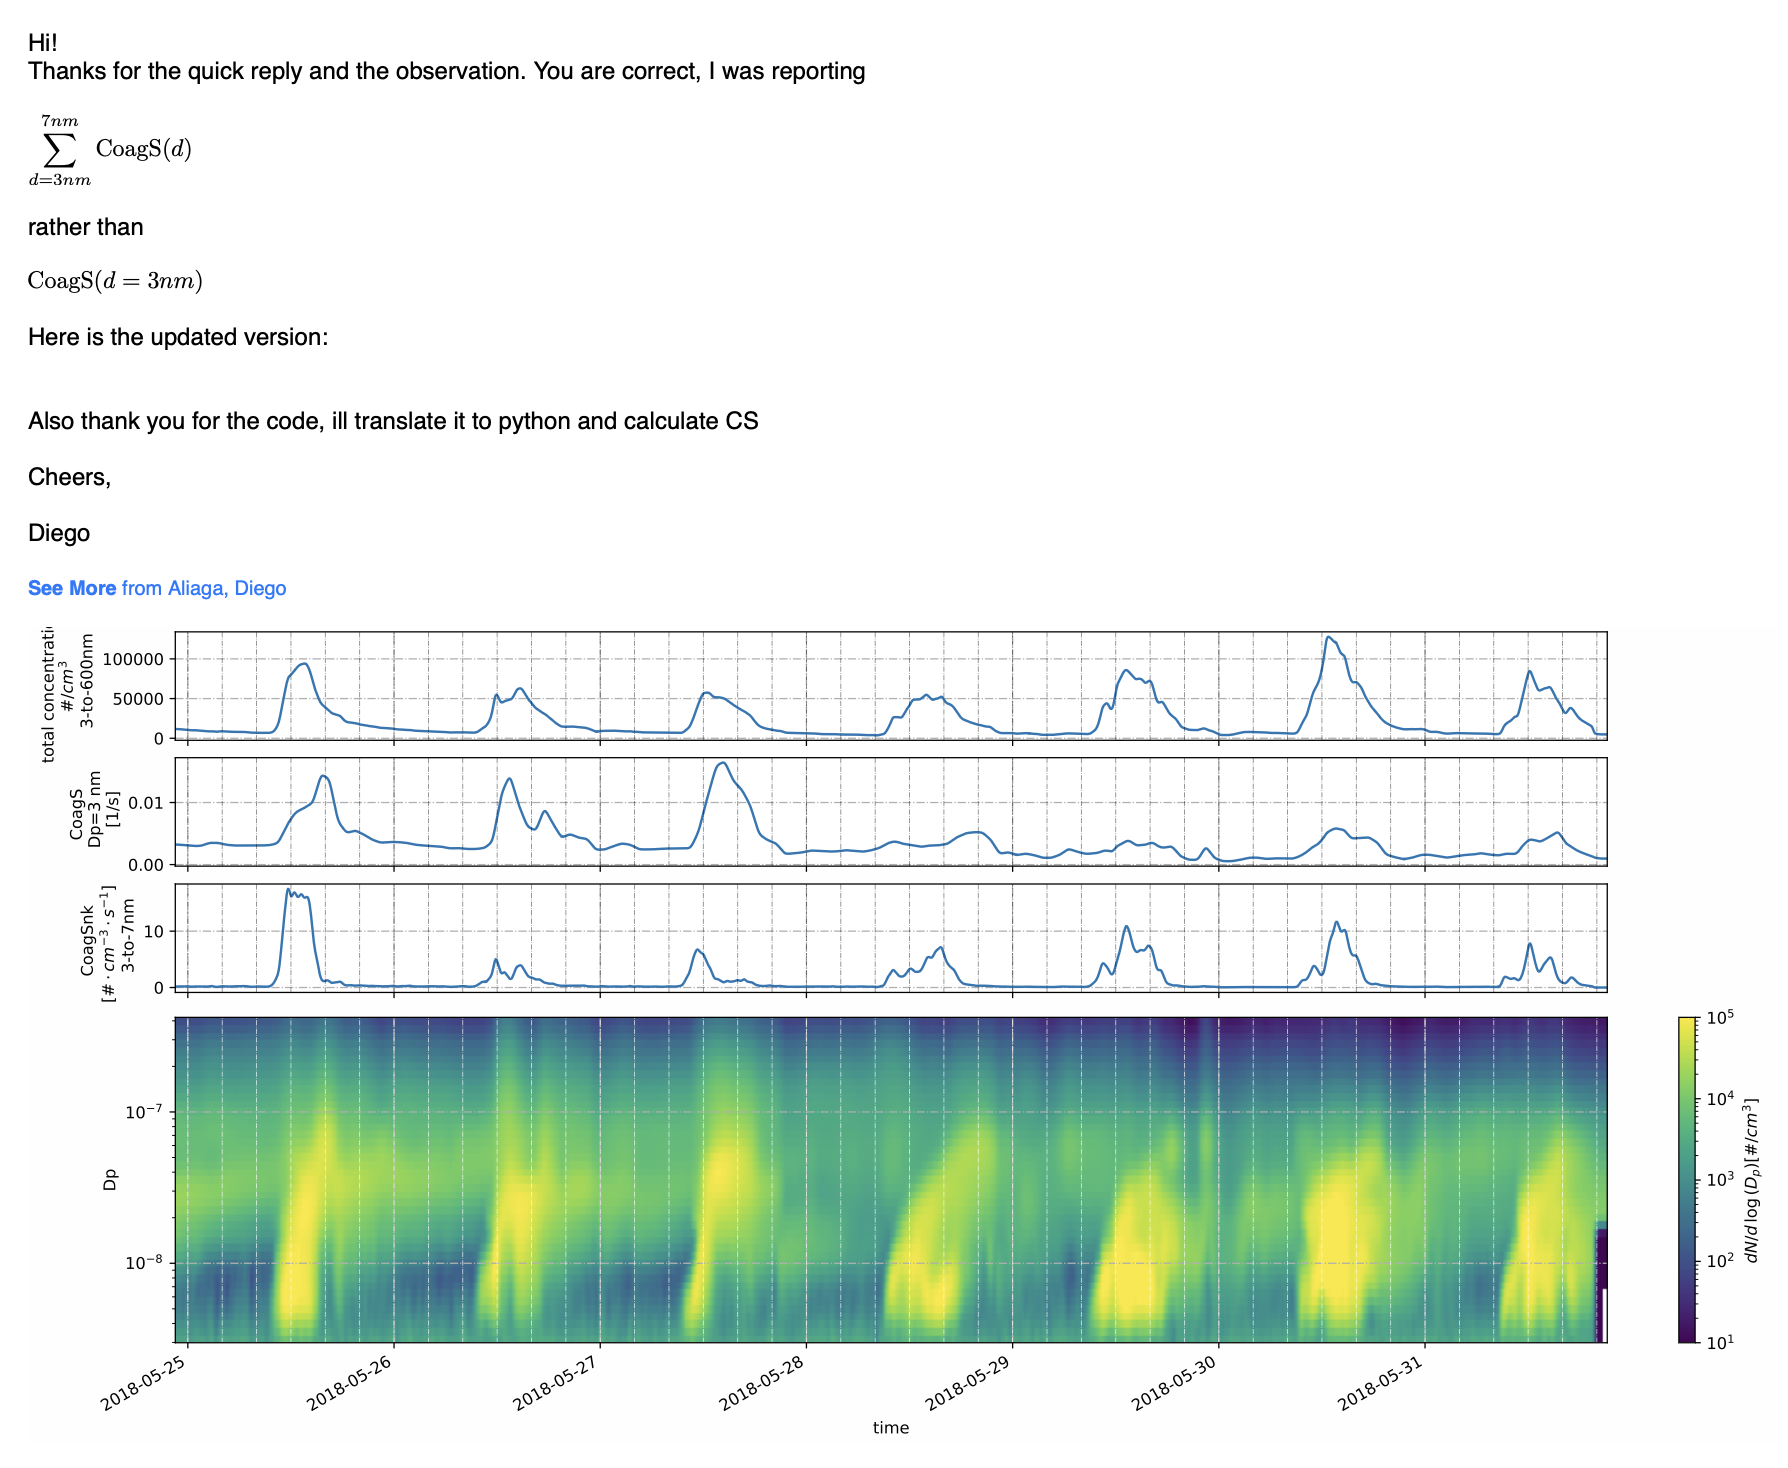 Hi!
Thanks for the quick reply and the observation. You are correct, I was reporting
7nm
∑ CoagS(d)
d=3nm
rather than
CoagS(d = 3nm)
Here is the updated version:
Also thank you for the code, ill translate it to python and calculate CS
Cheers,
Diego
See More from Aliaga, Diego
total concentrati
#/cm³
3-to-600nm
100000
50000
0
CoagS
Dp=3 nm
[1/s]
0.01
0.00
CoagSnk
[# · cm⁻³ · s⁻¹]
3-to-7nm
10
0
Dp
10⁻⁷
10⁻⁸
2018-05-25
2018-05-26
2018-05-27
2018-05-28
2018-05-29
2018-05-30
2018-05-31
time
10⁵
10⁴
10³
10²
10¹
dN/d log (Dₚ)[#/cm³]